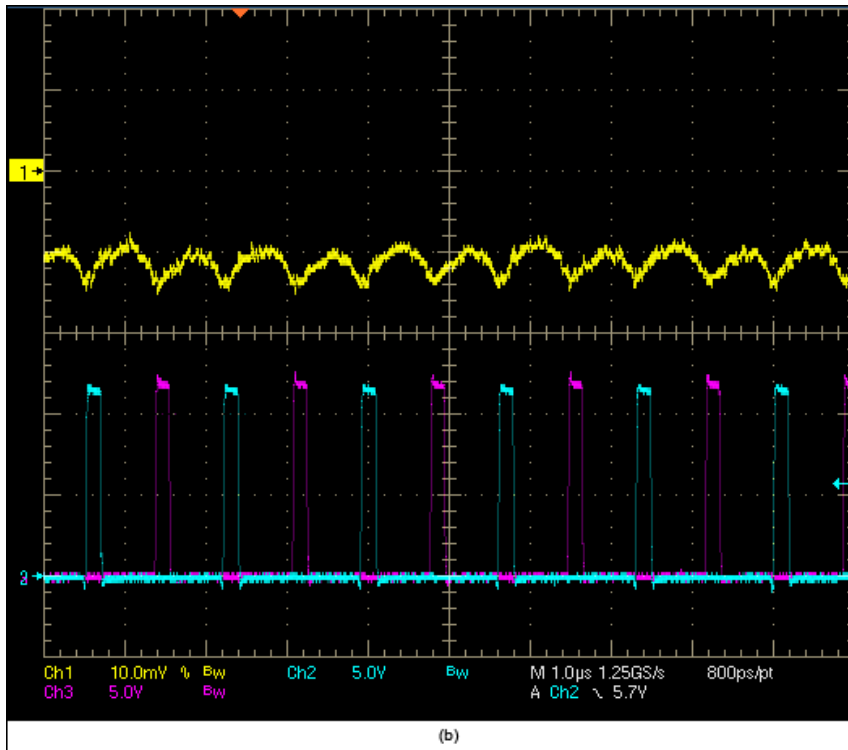 1
2
Ch1 10.0mV ∿ Bw Ch2 5.0V Bw M 1.0µs 1.25GS/s 800ps/pt
Ch3 5.0V Bw A Ch2 ∖ 5.7V
(b)